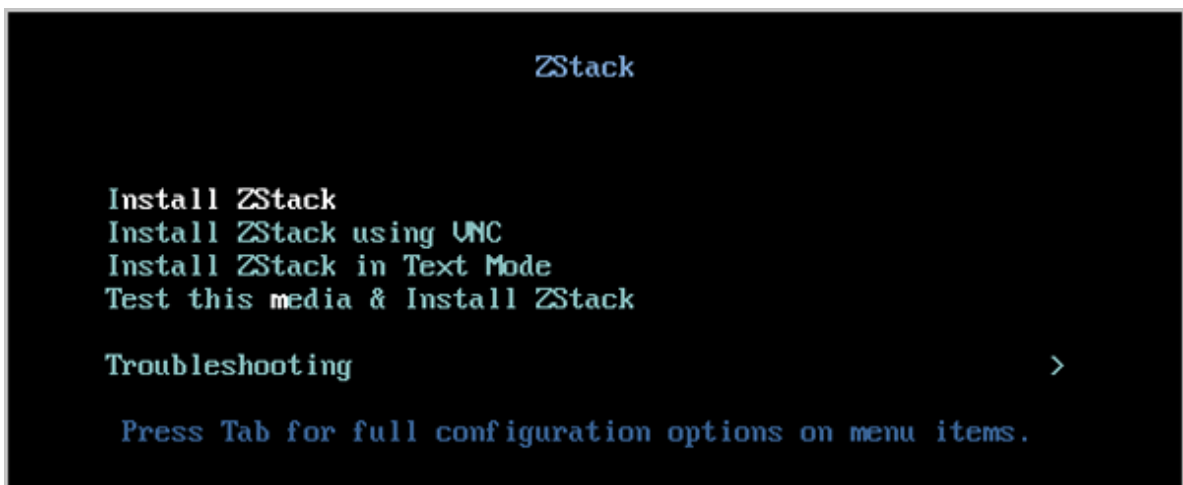 ZStack
Install ZStack
Install ZStack using VNC
Install ZStack in Text Mode
Test this media & Install ZStack
Troubleshooting >
Press Tab for full configuration options on menu items.